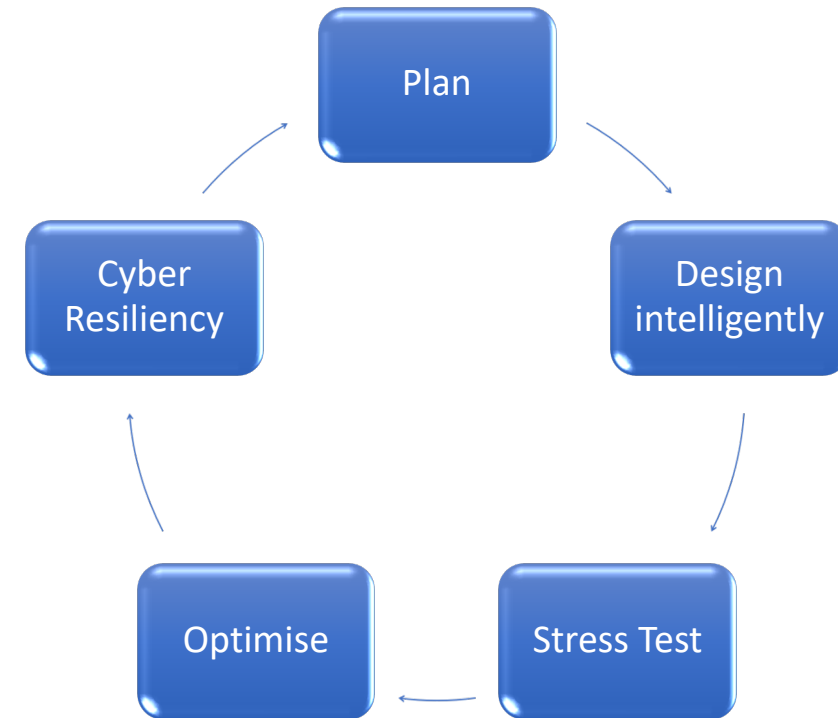 Plan
Design
intelligently
Stress Test
Optimise
Cyber
Resiliency